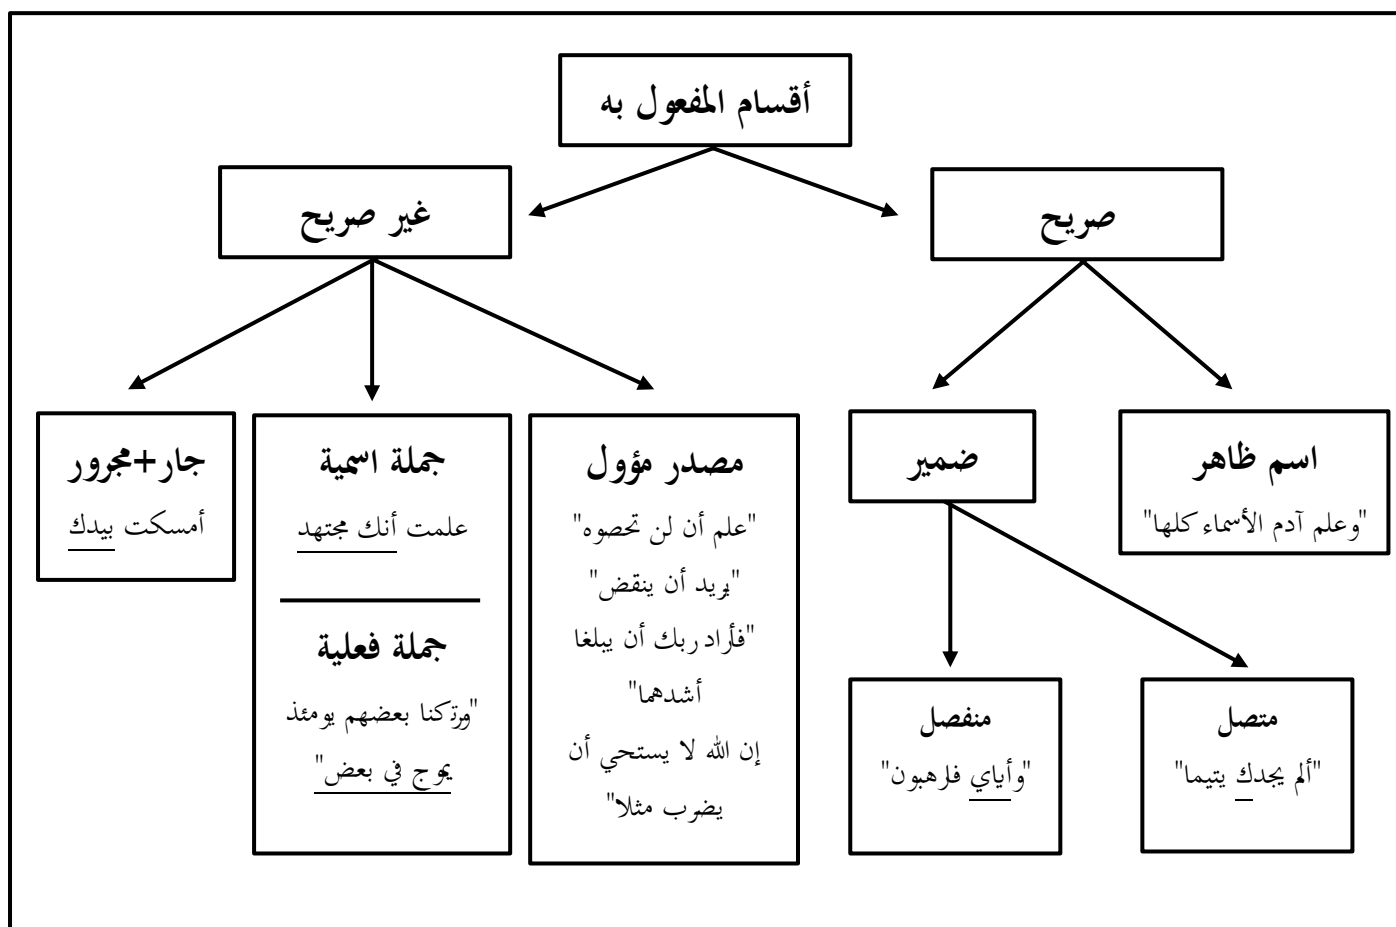 أقسام المفعول به
صريح
غير صريح
اسم ظاهر
"وعلم آدم الأسماء كلها"
ضمير
متصل
"ألم يجدك يتيما"
منفصل
"وأياي فارهبون"
مصدر مؤول
"علم أن لن تحصوه"
"يريد أن ينقض"
"فأراد ربك أن يبلغا
أشدهما"
إن الله لا يستحي أن
يضرب مثلا"
جملة اسمية
علمت أنك مجتهد
جملة فعلية
"وتركنا بعضهم يومئذ
يموج في بعض"
جار+مجرور
أمسكت بيدك